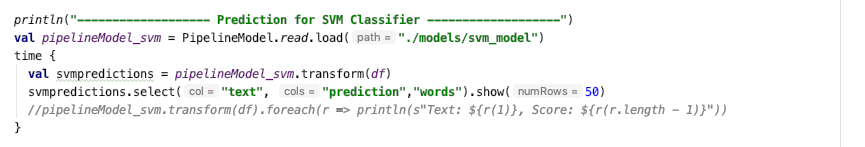 println("------------------- Prediction for SVM Classifier -------------------")
val pipelineModel_svm = PipelineModel.read.load( path = "./models/svm_model")
time {
  val svmpredictions = pipelineModel_svm.transform(df)
  svmpredictions.select( col = "text",  cols = "prediction","words").show( numRows = 50)
  //pipelineModel_svm.transform(df).foreach(r => println(s"Text: ${r(1)}, Score: ${r(r.length - 1)}"))
}